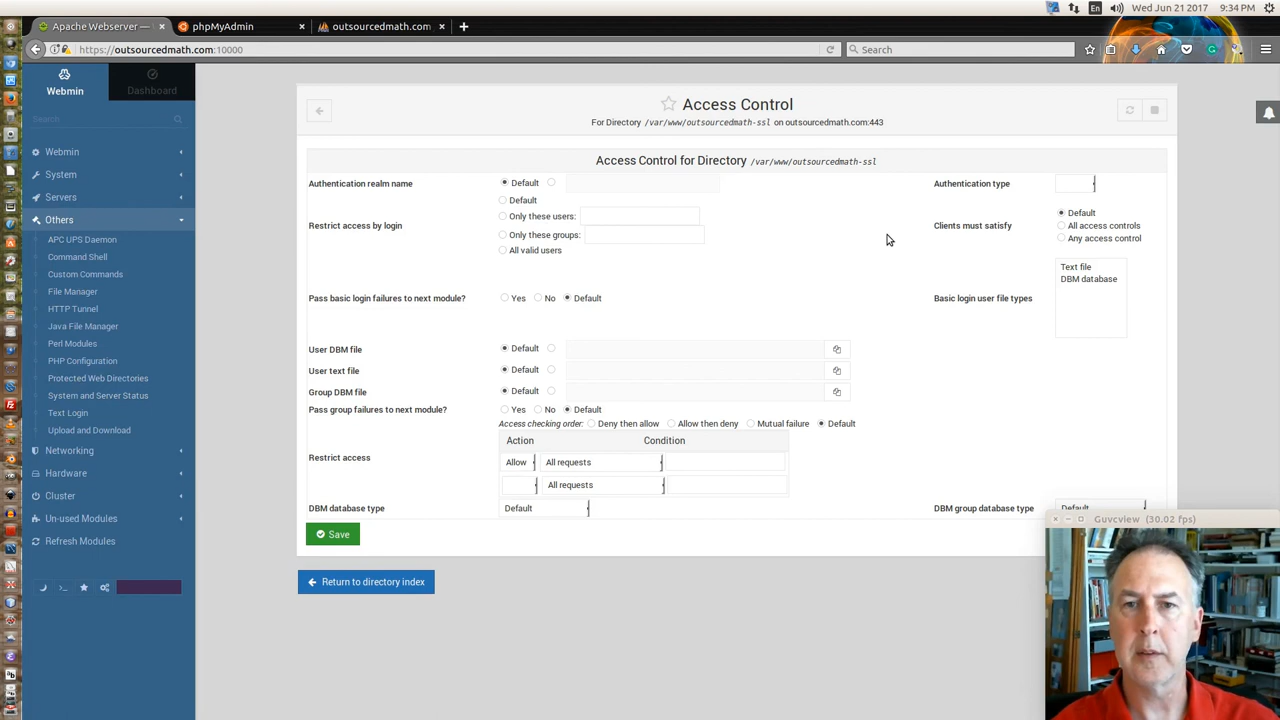 En Wed Jun 21 2017 9:34 PM
Apache Webserver — × phpMyAdmin × outsourcedmath.com: × +
https://outsourcedmath.com:10000 Search
Webmin Dashboard
Search
Webmin
System
Servers
Others
APC UPS Daemon
Command Shell
Custom Commands
File Manager
HTTP Tunnel
Java File Manager
Perl Modules
PHP Configuration
Protected Web Directories
System and Server Status
Text Login
Upload and Download
Networking
Hardware
Cluster
Un-used Modules
Refresh Modules
Access Control
For Directory /var/www/outsourcedmath-ssl on outsourcedmath.com:443
Access Control for Directory /var/www/outsourcedmath-ssl
Authentication realm name Default Authentication type
Restrict access by login
Default
Only these users:
Only these groups:
All valid users
Clients must satisfy
Default
All access controls
Any access control
Pass basic login failures to next module? Yes No Default
Basic login user file types
Text file
DBM database
User DBM file Default
User text file Default
Group DBM file Default
Pass group failures to next module? Yes No Default
Restrict access
Access checking order: Deny then allow Allow then deny Mutual failure Default
Action Condition
Allow All requests
All requests
DBM database type Default DBM group database type Default
Save
Return to directory index
Guvcview (30.02 fps)